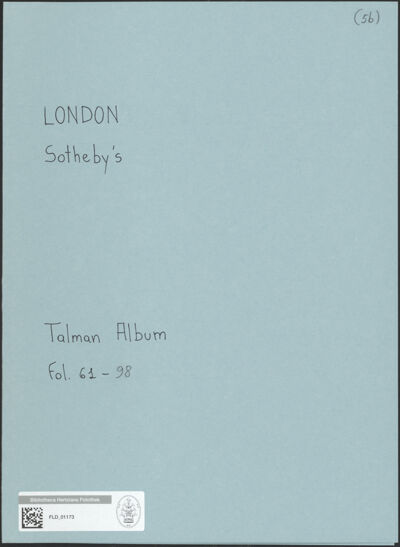 (56)
LONDON
Sotheby's
Talman Album
Fol. 61 - 98
Bibliotheca Hertziana Fotothek
FLD_01173